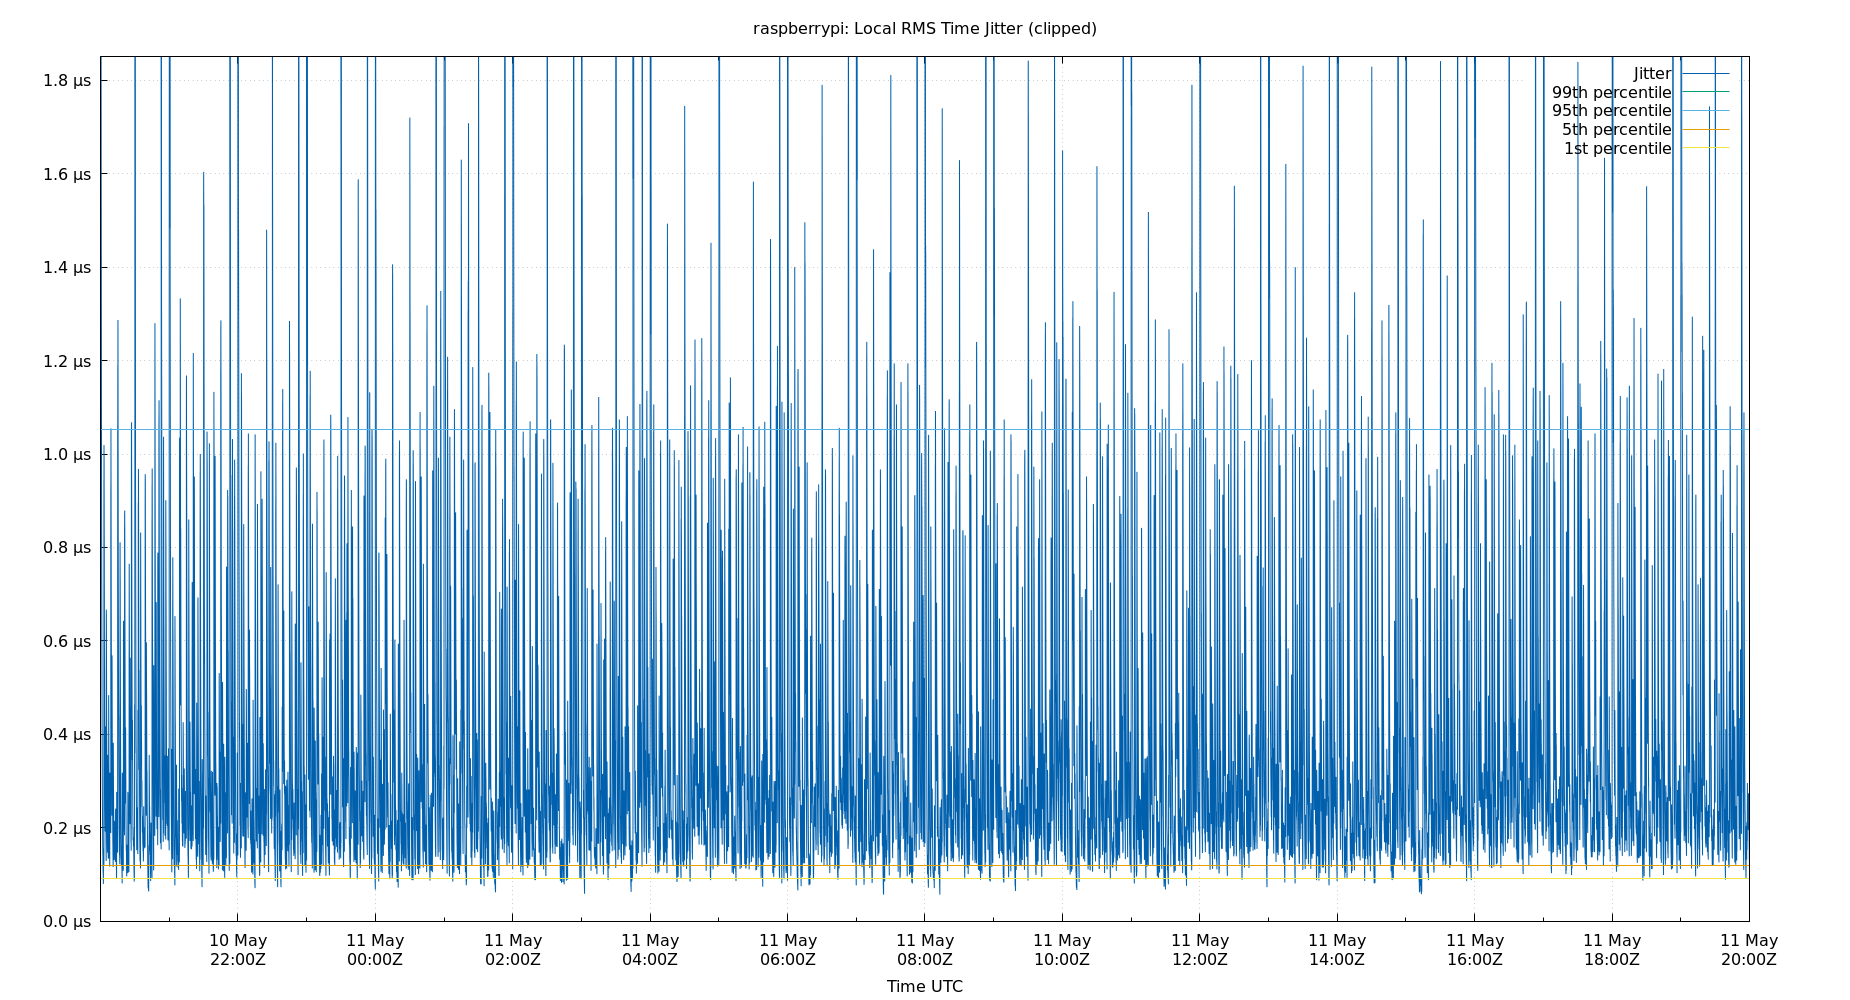 raspberrypi: Local RMS Time Jitter (clipped)
1.8 µs
1.6 µs
1.4 µs
1.2 µs
1.0 µs
0.8 µs
0.6 µs
0.4 µs
0.2 µs
0.0 µs
Jitter
99th percentile
95th percentile
5th percentile
1st percentile
10 May 11 May 11 May 11 May 11 May 11 May 11 May 11 May 11 May 11 May 11 May 11 May
22:00Z 00:00Z 02:00Z 04:00Z 06:00Z 08:00Z 10:00Z 12:00Z 14:00Z 16:00Z 18:00Z 20:00Z
Time UTC